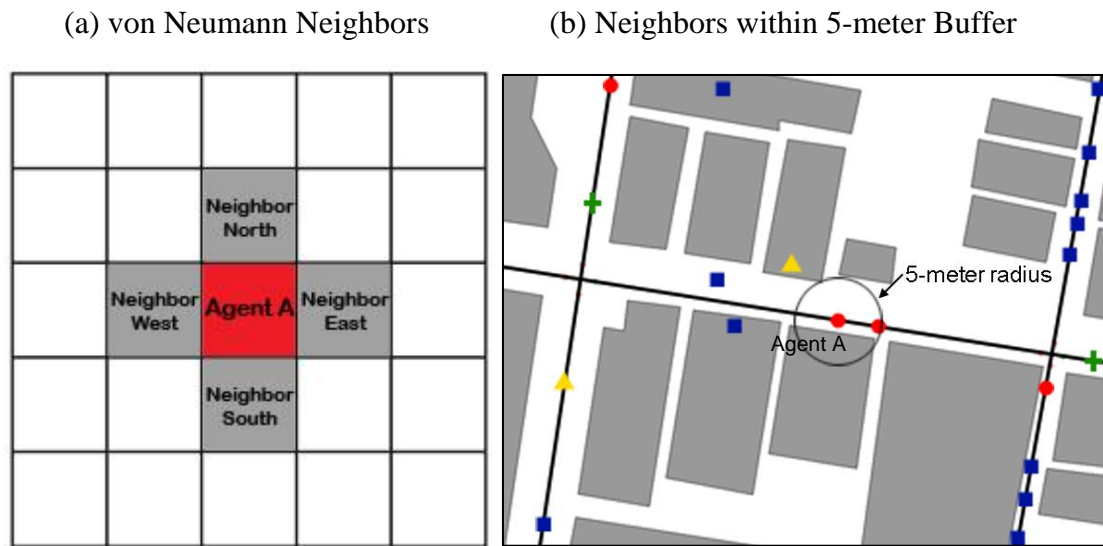 (a) von Neumann Neighbors
(b) Neighbors within 5-meter Buffer
Neighbor
North
Neighbor
West
Agent A
Neighbor
East
Neighbor
South
5-meter radius
Agent A